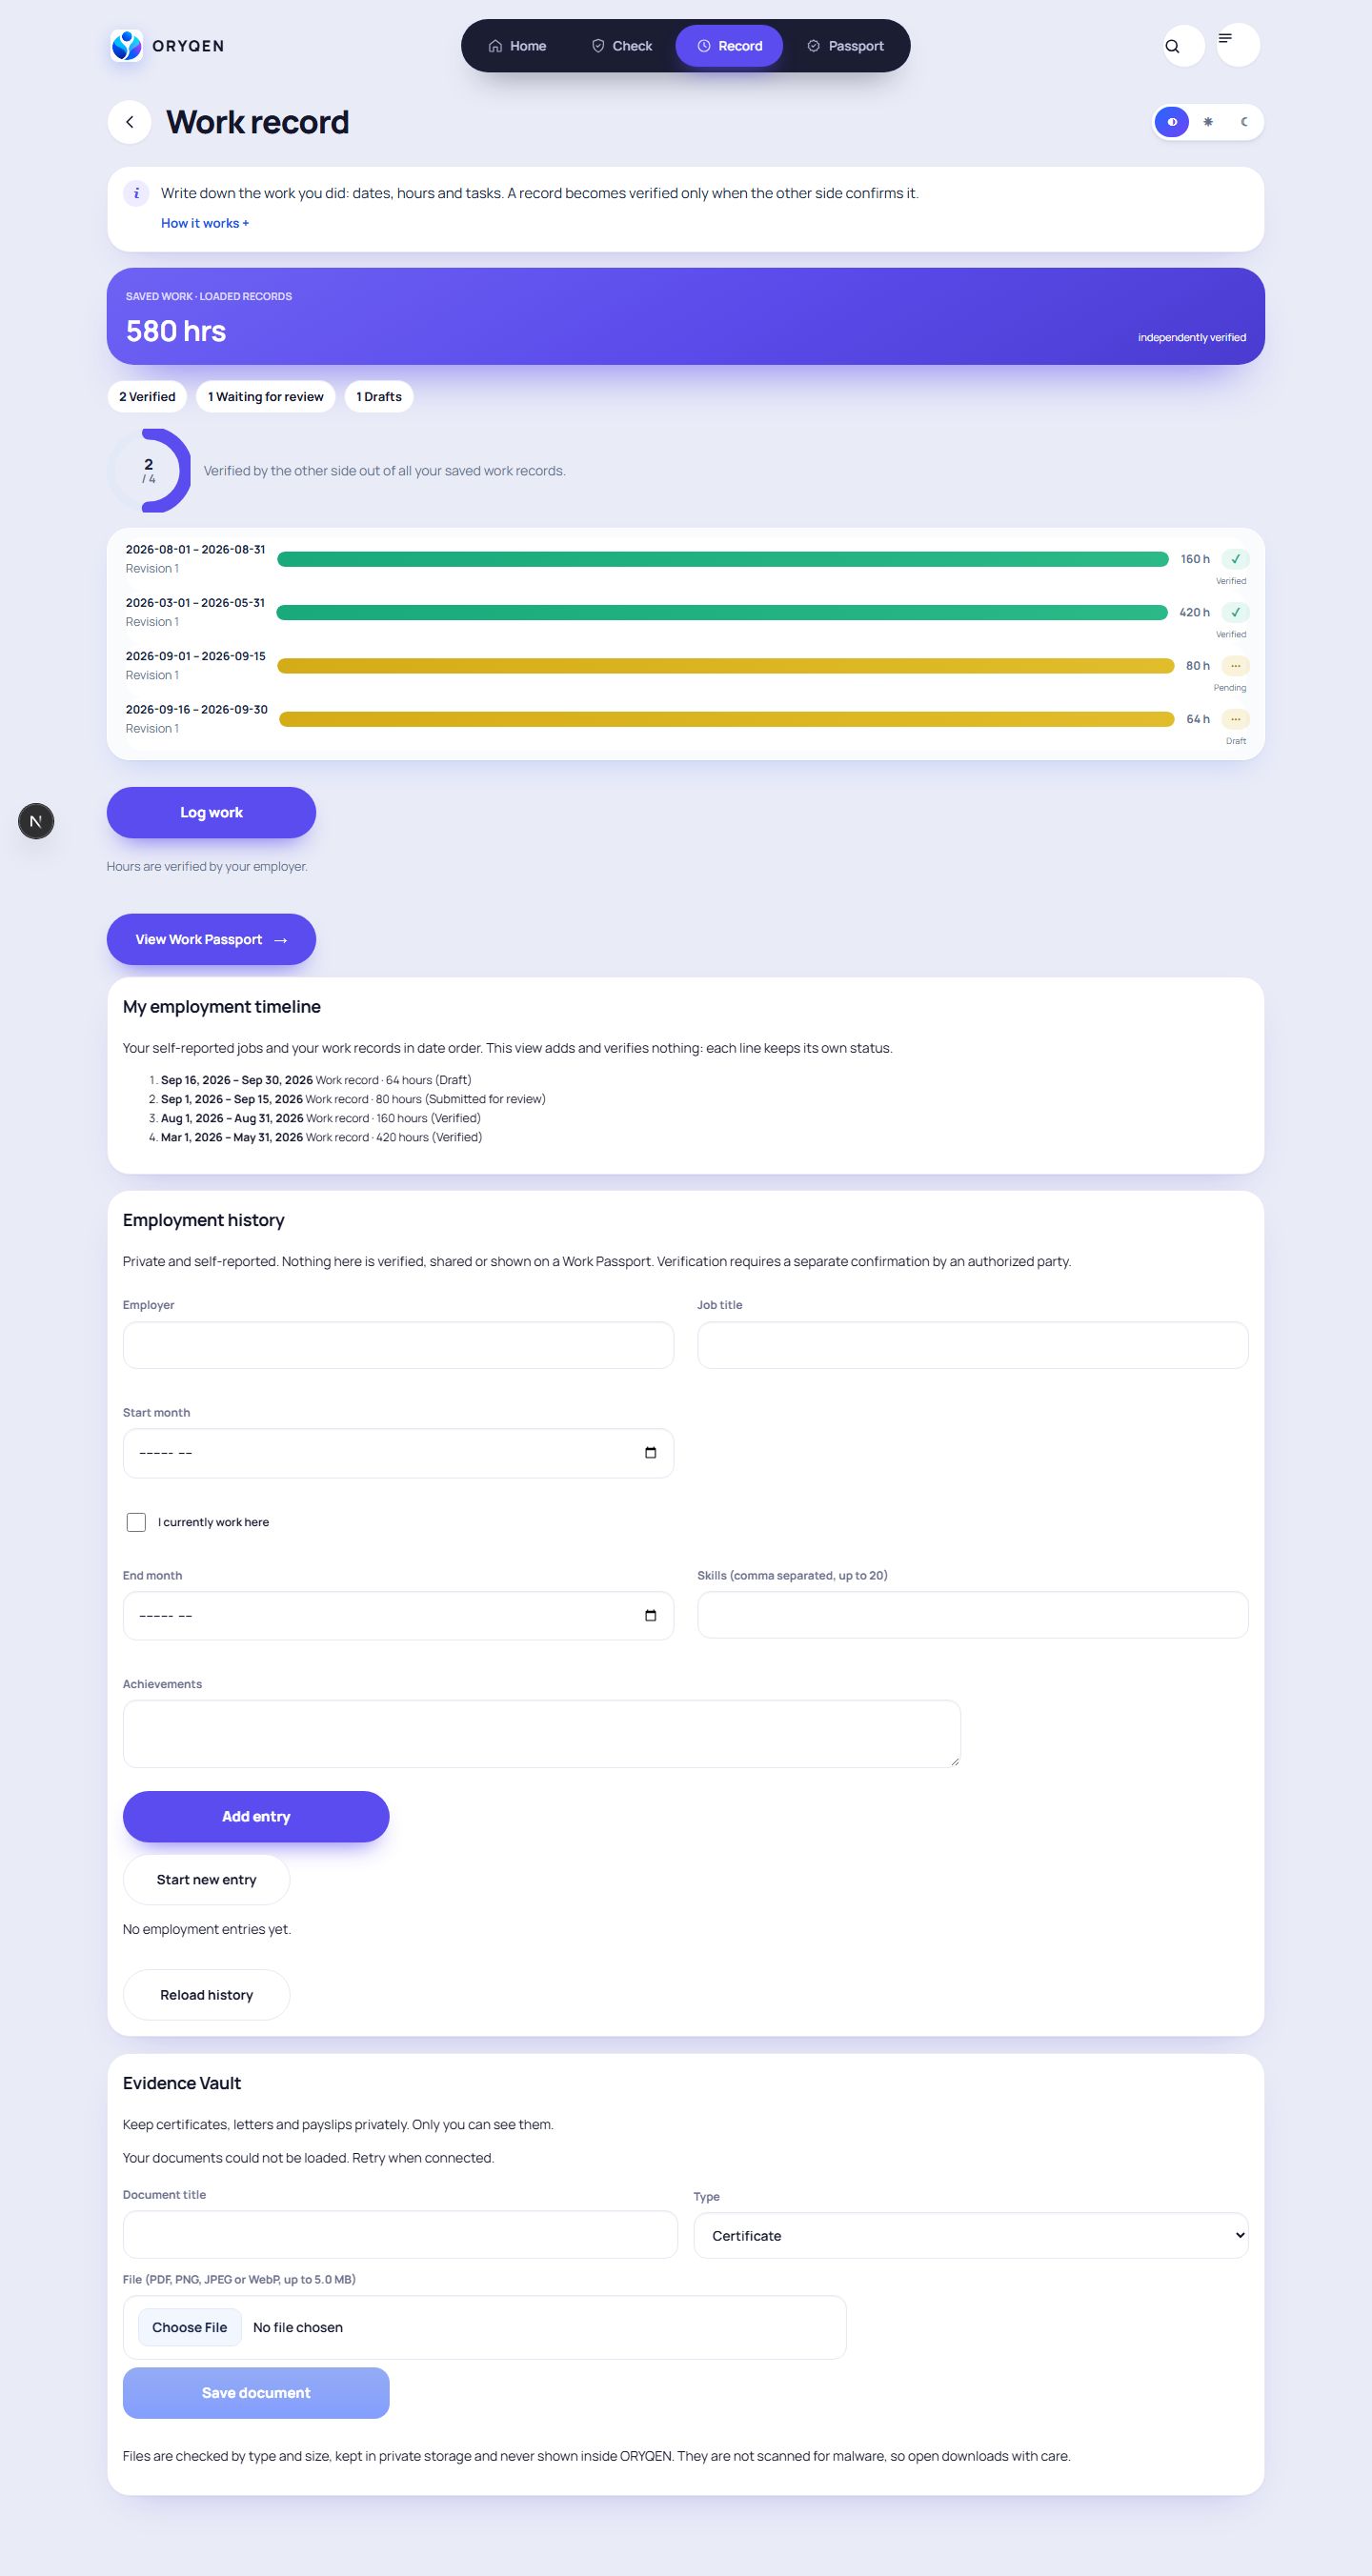 ORYQEN
Home
Check
Record
Passport
Work record
i
Write down the work you did: dates, hours and tasks. A record becomes verified only when the other side confirms it.
How it works +
SAVED WORK · LOADED RECORDS
580 hrs
independently verified
2 Verified
1 Waiting for review
1 Drafts
2
/ 4
Verified by the other side out of all your saved work records.
2026-08-01 – 2026-08-31
Revision 1
160 h
✓
Verified
2026-03-01 – 2026-05-31
Revision 1
420 h
✓
Verified
2026-09-01 – 2026-09-15
Revision 1
80 h
···
Pending
2026-09-16 – 2026-09-30
Revision 1
64 h
···
Draft
Log work
N
Hours are verified by your employer.
View Work Passport →
My employment timeline
Your self-reported jobs and your work records in date order. This view adds and verifies nothing: each line keeps its own status.
1. Sep 16, 2026 – Sep 30, 2026 Work record · 64 hours (Draft)
2. Sep 1, 2026 – Sep 15, 2026 Work record · 80 hours (Submitted for review)
3. Aug 1, 2026 – Aug 31, 2026 Work record · 160 hours (Verified)
4. Mar 1, 2026 – May 31, 2026 Work record · 420 hours (Verified)
Employment history
Private and self-reported. Nothing here is verified, shared or shown on a Work Passport. Verification requires a separate confirmation by an authorized party.
Employer
Job title
Start month
--------- --
I currently work here
End month
Skills (comma separated, up to 20)
--------- --
Achievements
Add entry
Start new entry
No employment entries yet.
Reload history
Evidence Vault
Keep certificates, letters and payslips privately. Only you can see them.
Your documents could not be loaded. Retry when connected.
Document title
Type
Certificate
File (PDF, PNG, JPEG or WebP, up to 5.0 MB)
Choose File
No file chosen
Save document
Files are checked by type and size, kept in private storage and never shown inside ORYQEN. They are not scanned for malware, so open downloads with care.